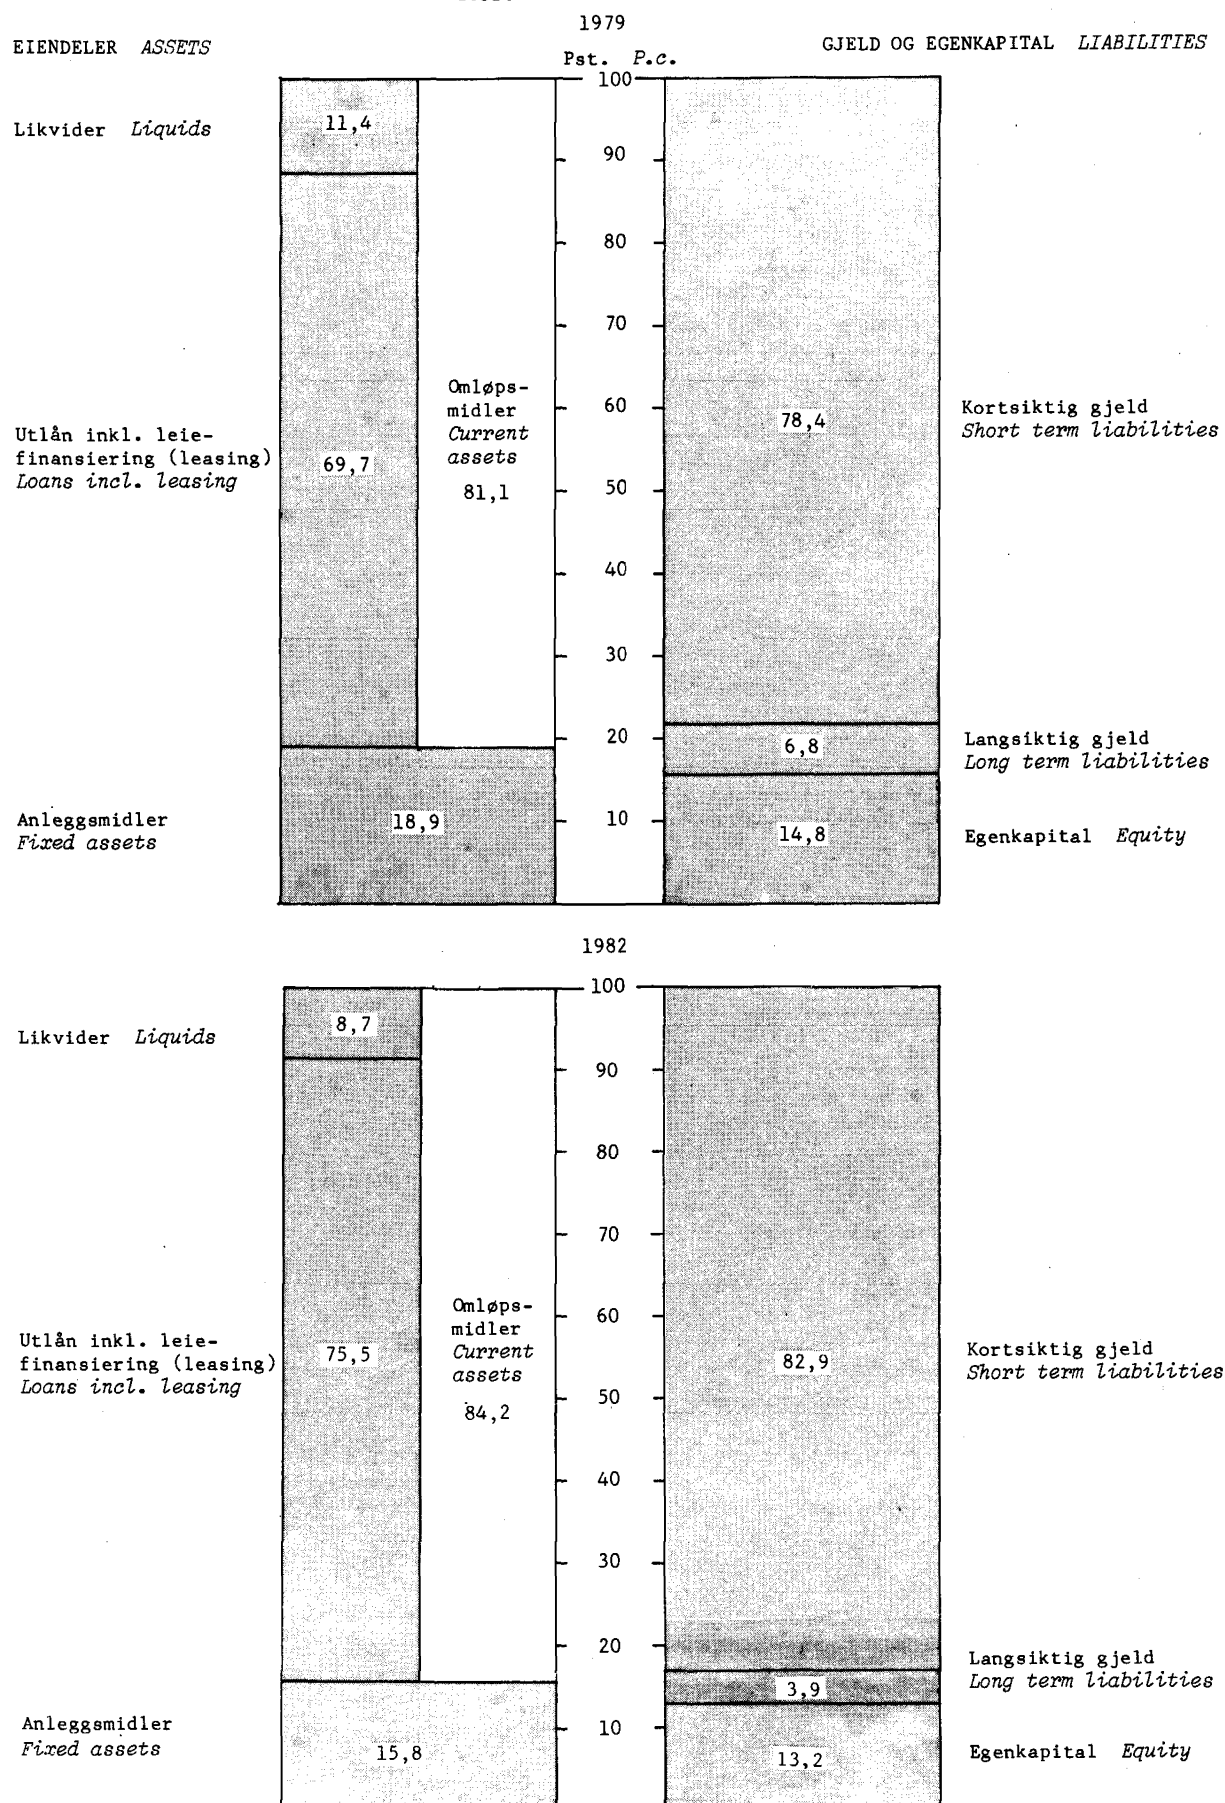 1979
EIENDELER ASSETS
GJELD OG EGENKAPITAL LIABILITIES
Pst. P.c.
100
Likvider Liquids
11,4
90
80
70
Omløps-
midler
Current
assets
81,1
60
78,4
Kortsiktig gjeld
Short term liabilities
Utlån inkl. leie-
finansiering (leasing)
Loans incl. leasing
69,7
50
40
30
20
6,8
Langsiktig gjeld
Long term liabilities
Anleggsmidler
Fixed assets
18,9
10
14,8
Egenkapital Equity
1982
100
Likvider Liquids
8,7
90
80
70
Omløps-
midler
Current
assets
84,2
60
Utlån inkl. leie-
finansiering (leasing)
Loans incl. leasing
75,5
82,9
Kortsiktig gjeld
Short term liabilities
50
40
30
20
Langsiktig gjeld
Long term liabilities
3,9
Anleggsmidler
Fixed assets
15,8
10
13,2
Egenkapital Equity